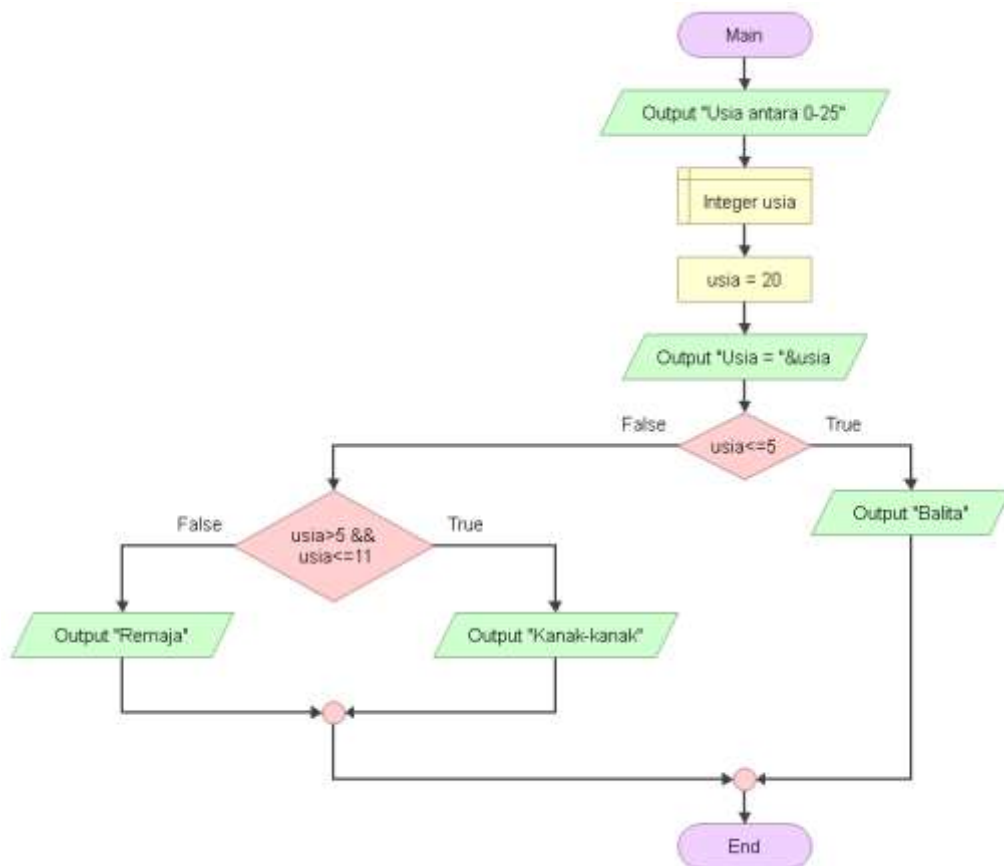 Main
Output "Usia antara 0-25"
Integer usia
usia = 20
Output "Usia = "&usia
False
True
usia<=5
Output "Balita"
False
True
usia>5 &&
usia<=11
Output "Remaja"
Output "Kanak-kanak"
End